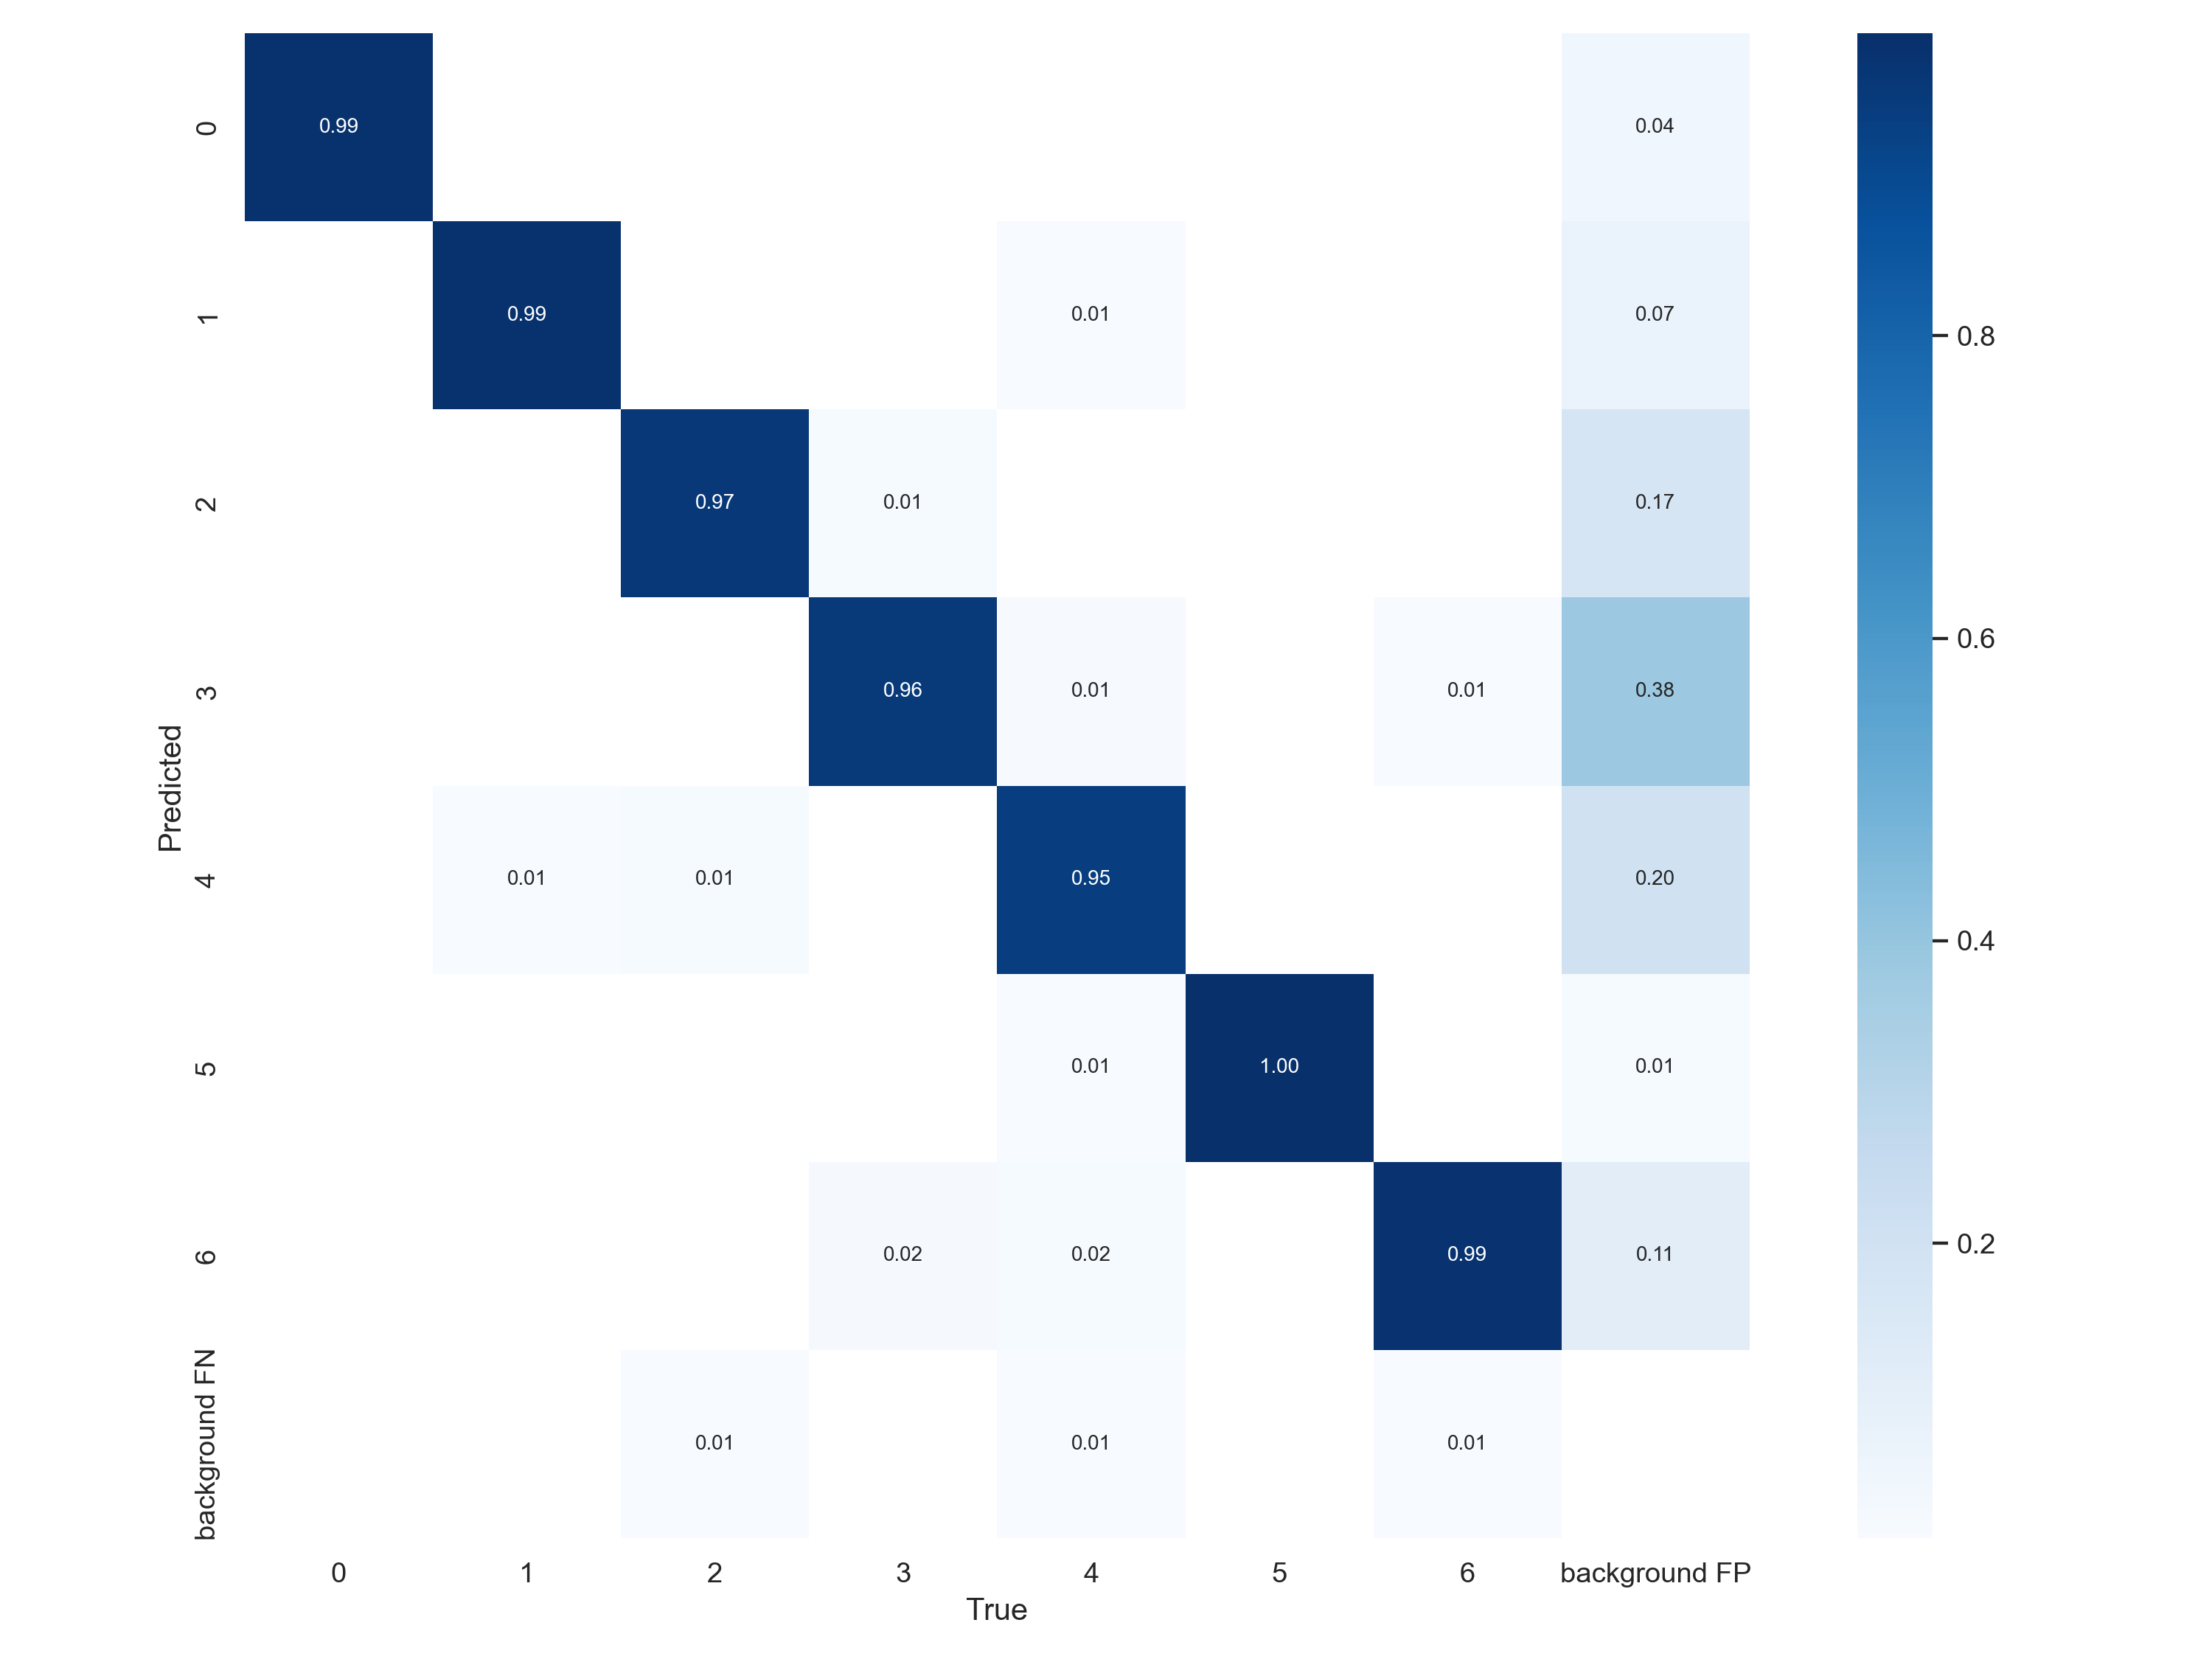 0 0.99 0.04
1 0.99 0.01 0.07
0.8
2 0.97 0.01 0.17
0.6
3 0.96 0.01 0.01 0.38
Predicted
4 0.01 0.01 0.95 0.20
0.4
5 0.01 1.00 0.01
6 0.02 0.02 0.99 0.11
0.2
background FN 0.01 0.01 0.01
0 1 2 3 4 5 6 background FP
True